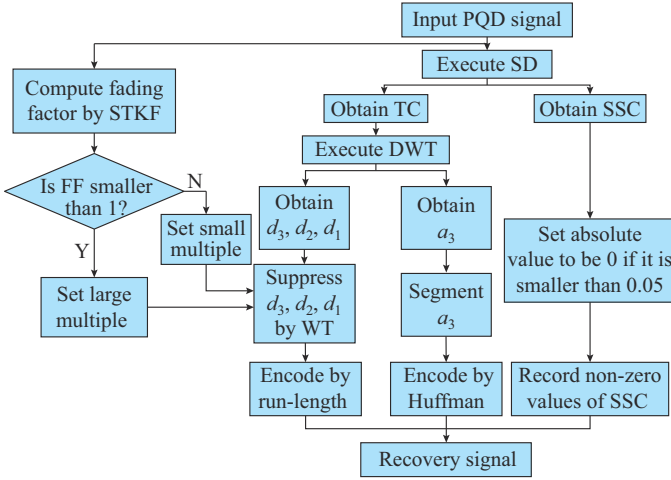 Input PQD signal
Execute SD
Compute fading
factor by STKF
Obtain TC
Obtain SSC
Execute DWT
Is FF smaller
than 1?
N
Y
Set small
multiple
Set large
multiple
Obtain
d3, d2, d1
Suppress
d3, d2, d1
by WT
Encode by
run-length
Obtain
a3
Segment
a3
Encode by
Huffman
Set absolute
value to be 0 if it is
smaller than 0.05
Record non-zero
values of SSC
Recovery signal